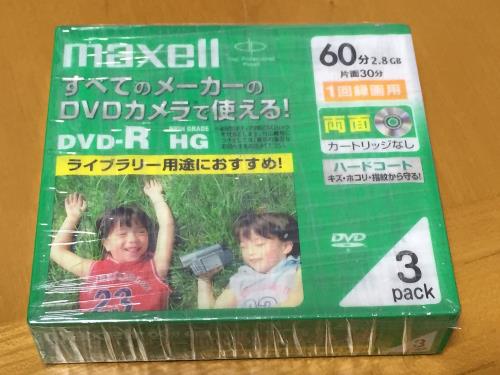 maxell
すべてのメーカーの
DVDカメラで使える!
DVD-R HIGH GRADE HG
ライブラリー用途におすすめ!
60分 2.8GB
片面30分
1回録画用
両面
カートリッジなし
ハードコート
キズ・ホコリ・指紋から守る!
DVD
3
pack
23
3